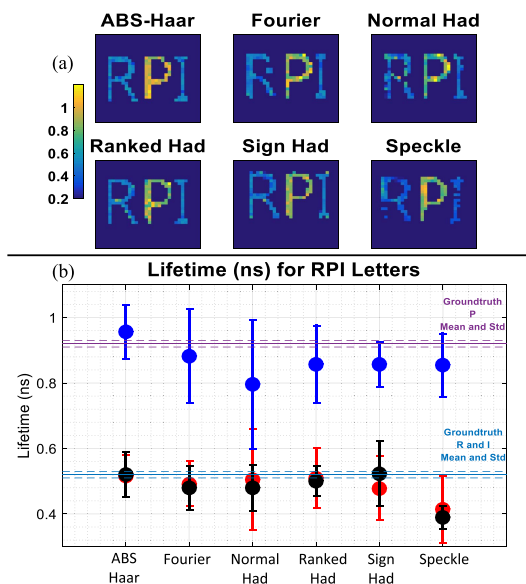 ABS-Haar Fourier Normal Had
(a)
R P I R P I R P I
1
0.8
0.6
0.4
0.2
Ranked Had Sign Had Speckle
R P I R P I R P I
(b) Lifetime (ns) for RPI Letters
Groundtruth
P
Mean and Std
Groundtruth
R and I
Mean and Std
Lifetime (ns)
1
0.8
0.6
0.4
ABS Haar
Fourier
Normal Had
Ranked Had
Sign Had
Speckle